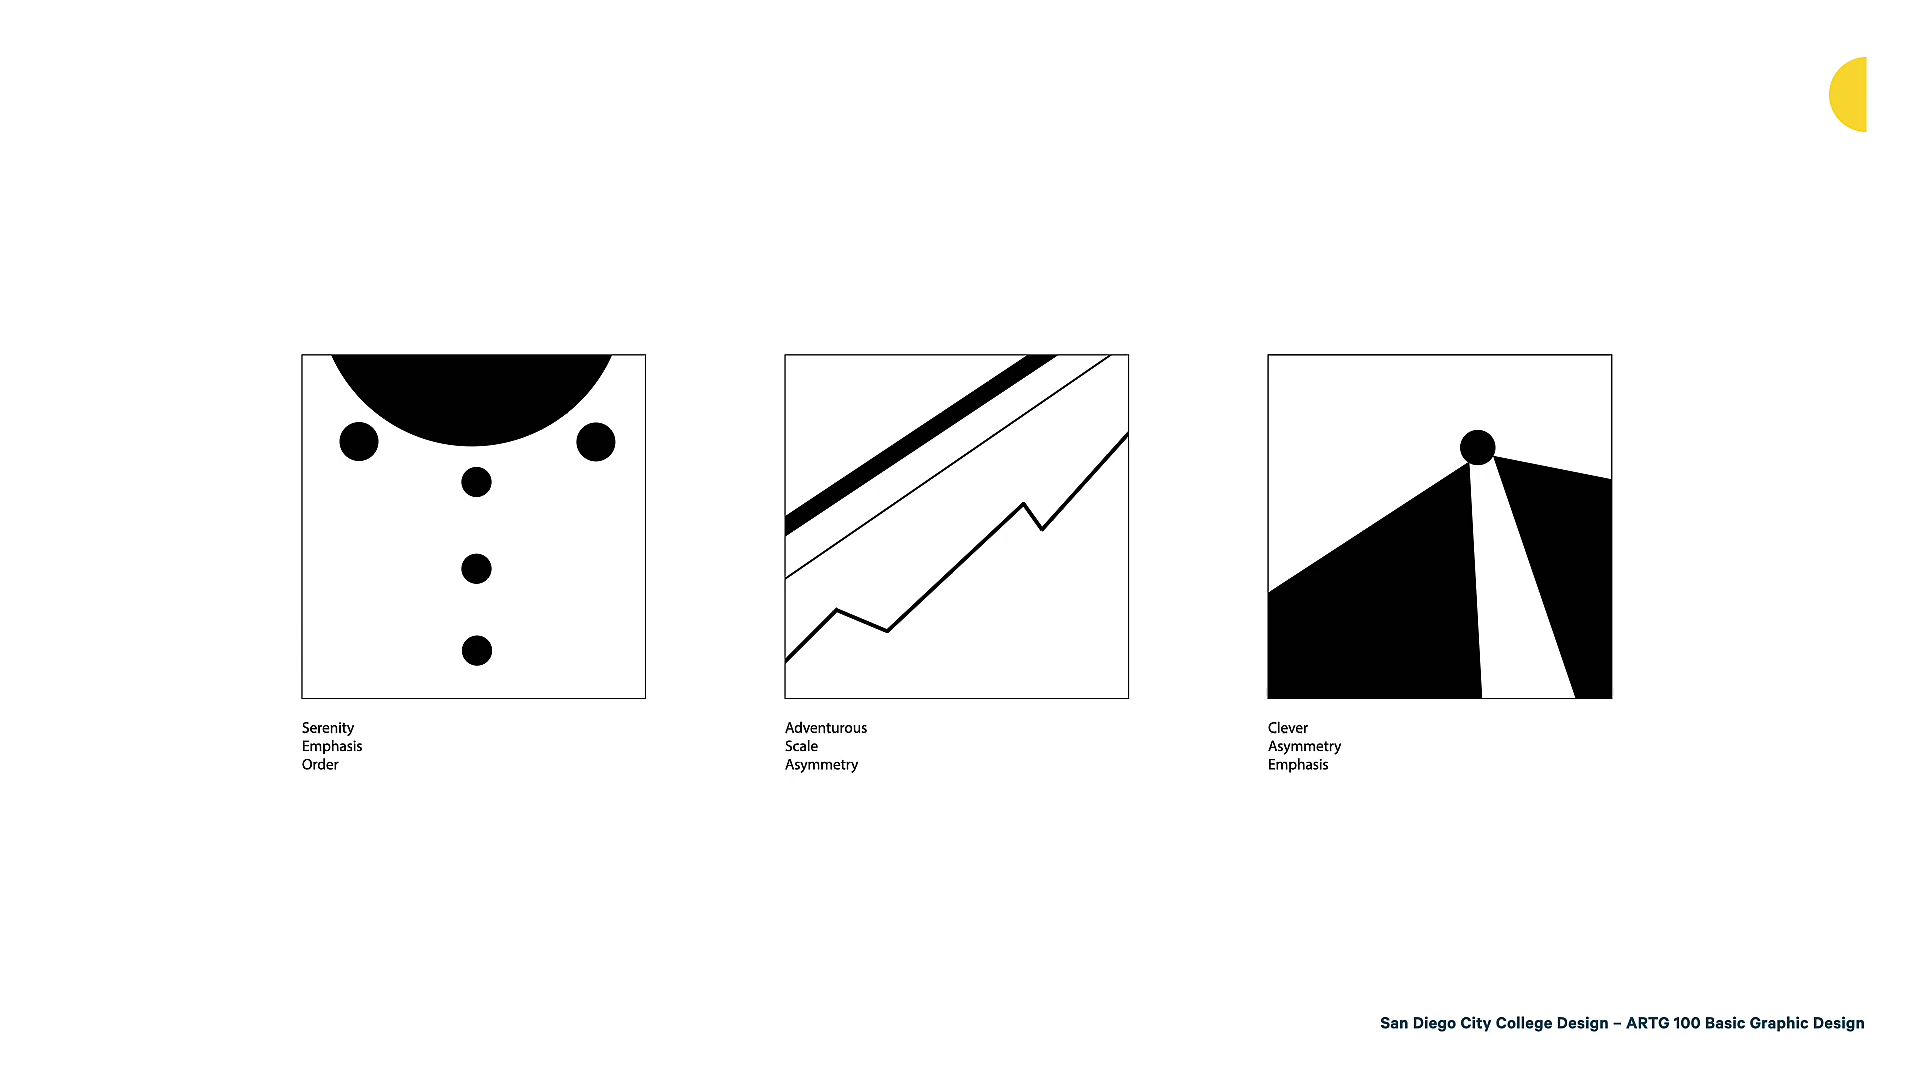 Serenity
Emphasis
Order
Adventurous
Scale
Asymmetry
Clever
Asymmetry
Emphasis
San Diego City College Design – ARTG 100 Basic Graphic Design